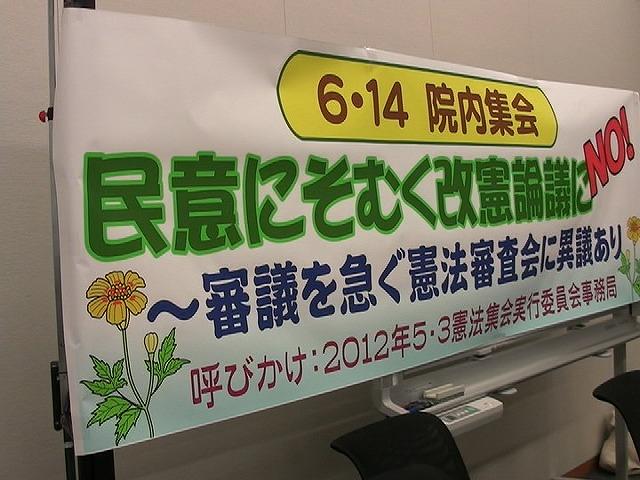 6・14 院内集会
民意にそむく改憲論議にNO!
～審議を急ぐ憲法審査会に異議あり
呼びかけ:2012年5・3憲法集会実行委員会事務局